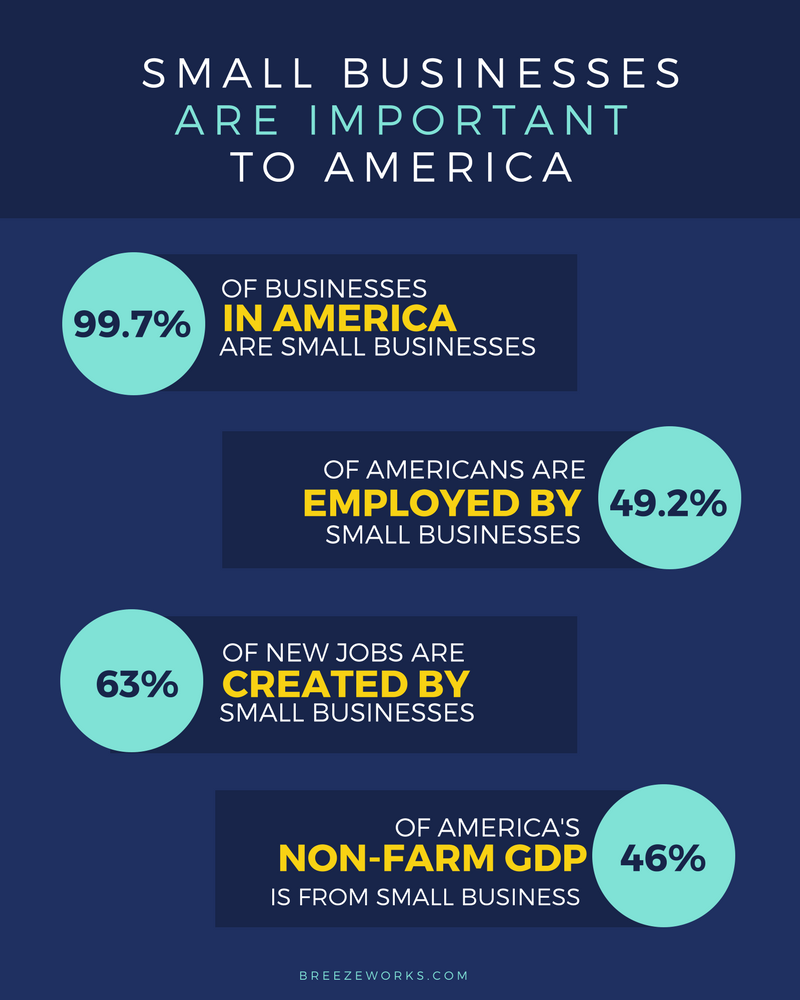 SMALL BUSINESSES
ARE IMPORTANT
TO AMERICA
99.7%
OF BUSINESSES
IN AMERICA
ARE SMALL BUSINESSES
OF AMERICANS ARE
EMPLOYED BY
SMALL BUSINESSES
49.2%
63%
OF NEW JOBS ARE
CREATED BY
SMALL BUSINESSES
OF AMERICA'S
NON-FARM GDP
IS FROM SMALL BUSINESS
46%
BREEZEWORKS.COM